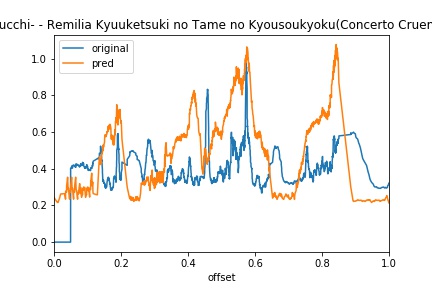 ucchi- - Remilia Kyuuketsuki no Tame no Kyousoukyoku(Concerto Cruen
original
pred
1.0
0.8
0.6
0.4
0.2
0.0
0.0 0.2 0.4 0.6 0.8 1.0
offset